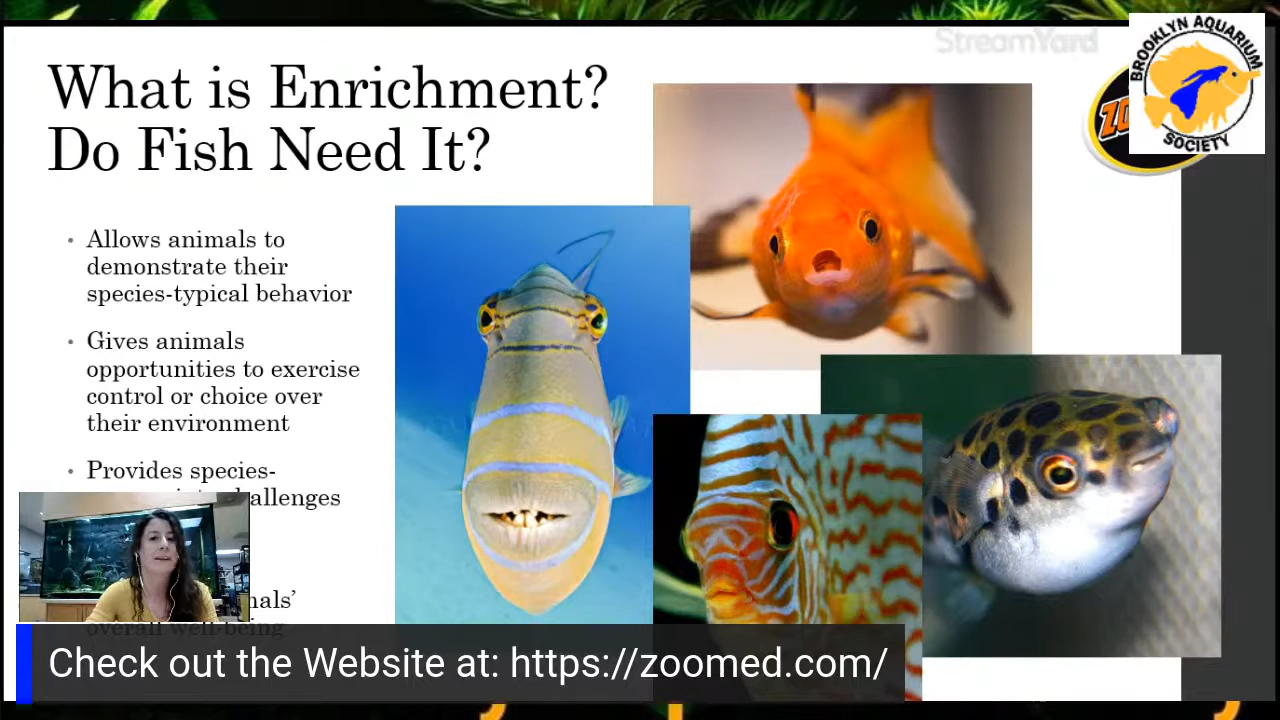 StreamYard
BROOKLYN AQUARIUM
SOCIETY
ZO
What is Enrichment?
Do Fish Need It?
• Allows animals to
demonstrate their
species-typical behavior
• Gives animals
opportunities to exercise
control or choice over
their environment
• Provides species-
allenges
nals’
overall well-being
Check out the Website at: https://zoomed.com/